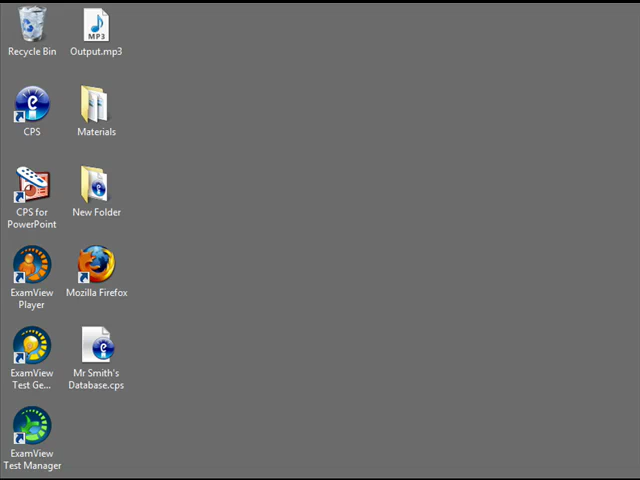 Recycle Bin
Output.mp3
MP3
CPS
Materials
CPS for
PowerPoint
New Folder
ExamView
Player
Mozilla Firefox
ExamView
Test Ge...
Mr Smith's
Database.cps
ExamView
Test Manager